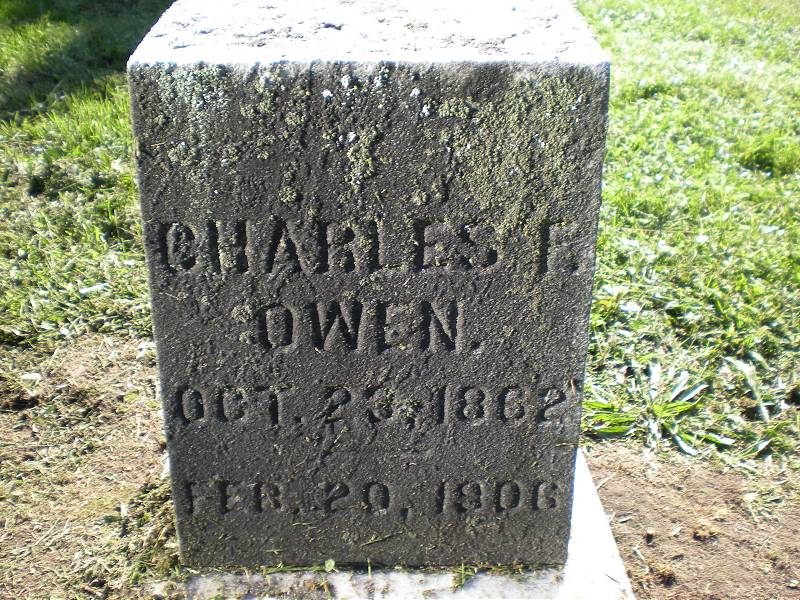 CHARLES F.
OWEN.
OCT. 23, 1862
FEB. 20, 1906